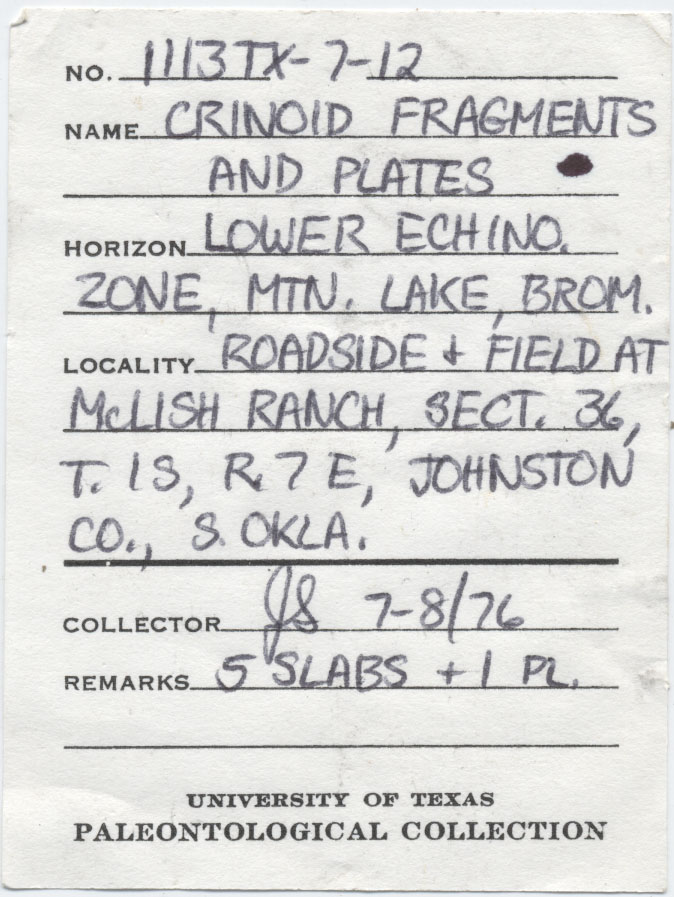 NO. 1113TX-7-12
NAME CRINOID FRAGMENTS
AND PLATES
HORIZON LOWER ECHINO.
ZONE, MTN. LAKE, BROM.
LOCALITY ROADSIDE + FIELD AT
McLISH RANCH, SECT. 36,
T. 1 S, R. 7 E, JOHNSTON
CO., S. OKLA.
COLLECTOR JS 7-8/76
REMARKS 5 SLABS + 1 PL.
UNIVERSITY OF TEXAS
PALEONTOLOGICAL COLLECTION